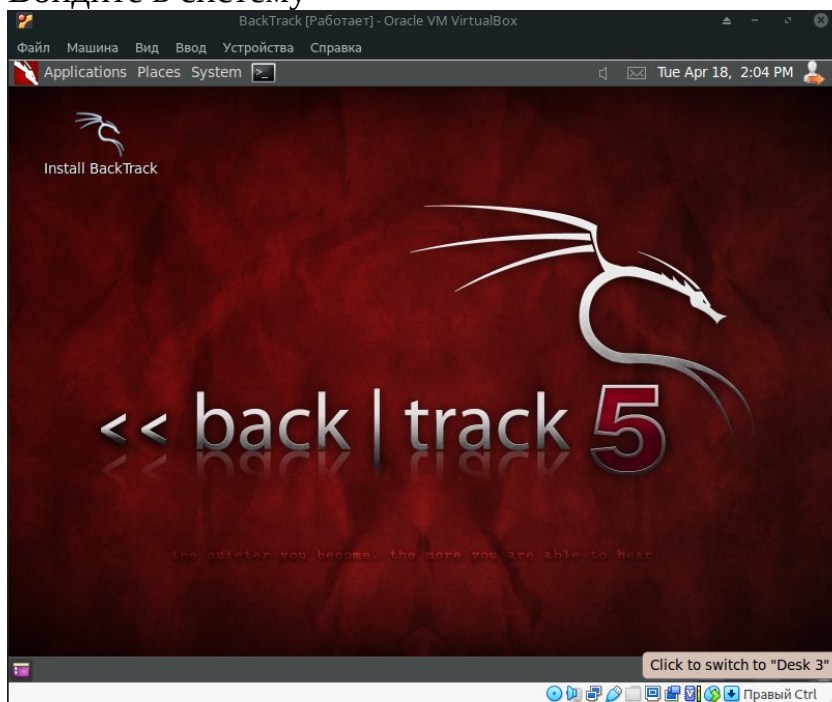 Войдите в систему
BackTrack [Работает] - Oracle VM VirtualBox
Файл Машина Вид Ввод Устройства Справка
Applications Places System Tue Apr 18, 2:04 PM
Install BackTrack
<< back | track 5
the quieter you become, the more you are able to hear
Click to switch to "Desk 3"
Правый Ctrl